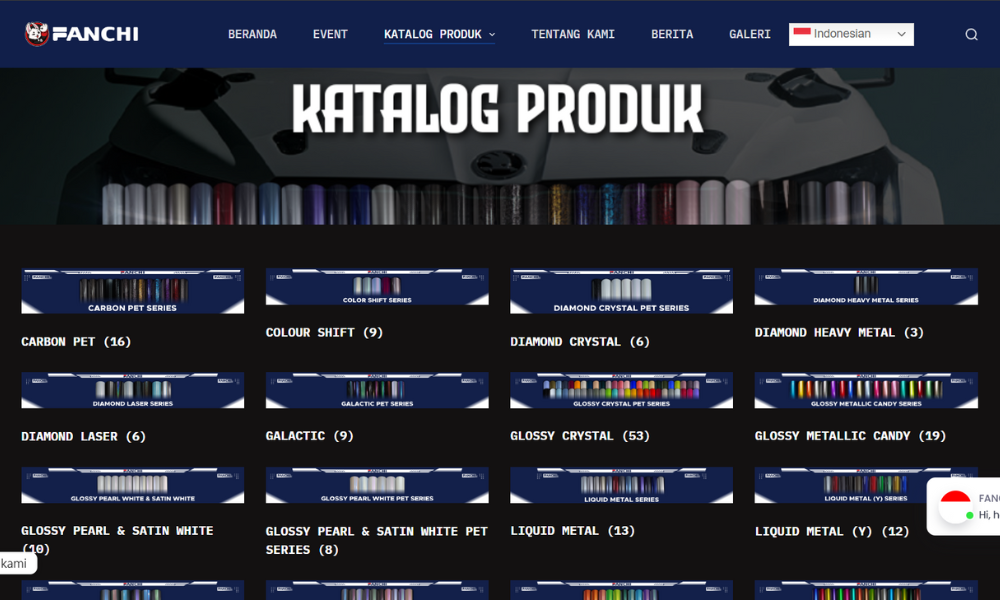 FANCHI
BERANDA EVENT KATALOG PRODUK TENTANG KAMI BERITA GALERI Indonesian
KATALOG PRODUK
FANCHI
CARBON PET SERIES
FANCHI
COLOR SHIFT SERIES
FANCHI
DIAMOND CRYSTAL PET SERIES
FANCHI
DIAMOND HEAVY METAL SERIES
CARBON PET (16)
COLOUR SHIFT (9)
DIAMOND CRYSTAL (6)
DIAMOND HEAVY METAL (3)
DIAMOND LASER SERIES
GALACTIC PET SERIES
GLOSSY CRYSTAL PET SERIES
GLOSSY METALLIC CANDY SERIES
DIAMOND LASER (6)
GALACTIC (9)
GLOSSY CRYSTAL (53)
GLOSSY METALLIC CANDY (19)
GLOSSY PEARL WHITE & SATIN WHITE
GLOSSY PEARL WHITE PET SERIES
LIQUID METAL SERIES
LIQUID METAL (Y) SERIES
GLOSSY PEARL & SATIN WHITE
(10)
GLOSSY PEARL & SATIN WHITE PET
SERIES (8)
LIQUID METAL (13)
LIQUID METAL (Y) (12)
FANC
Hi, h
kami